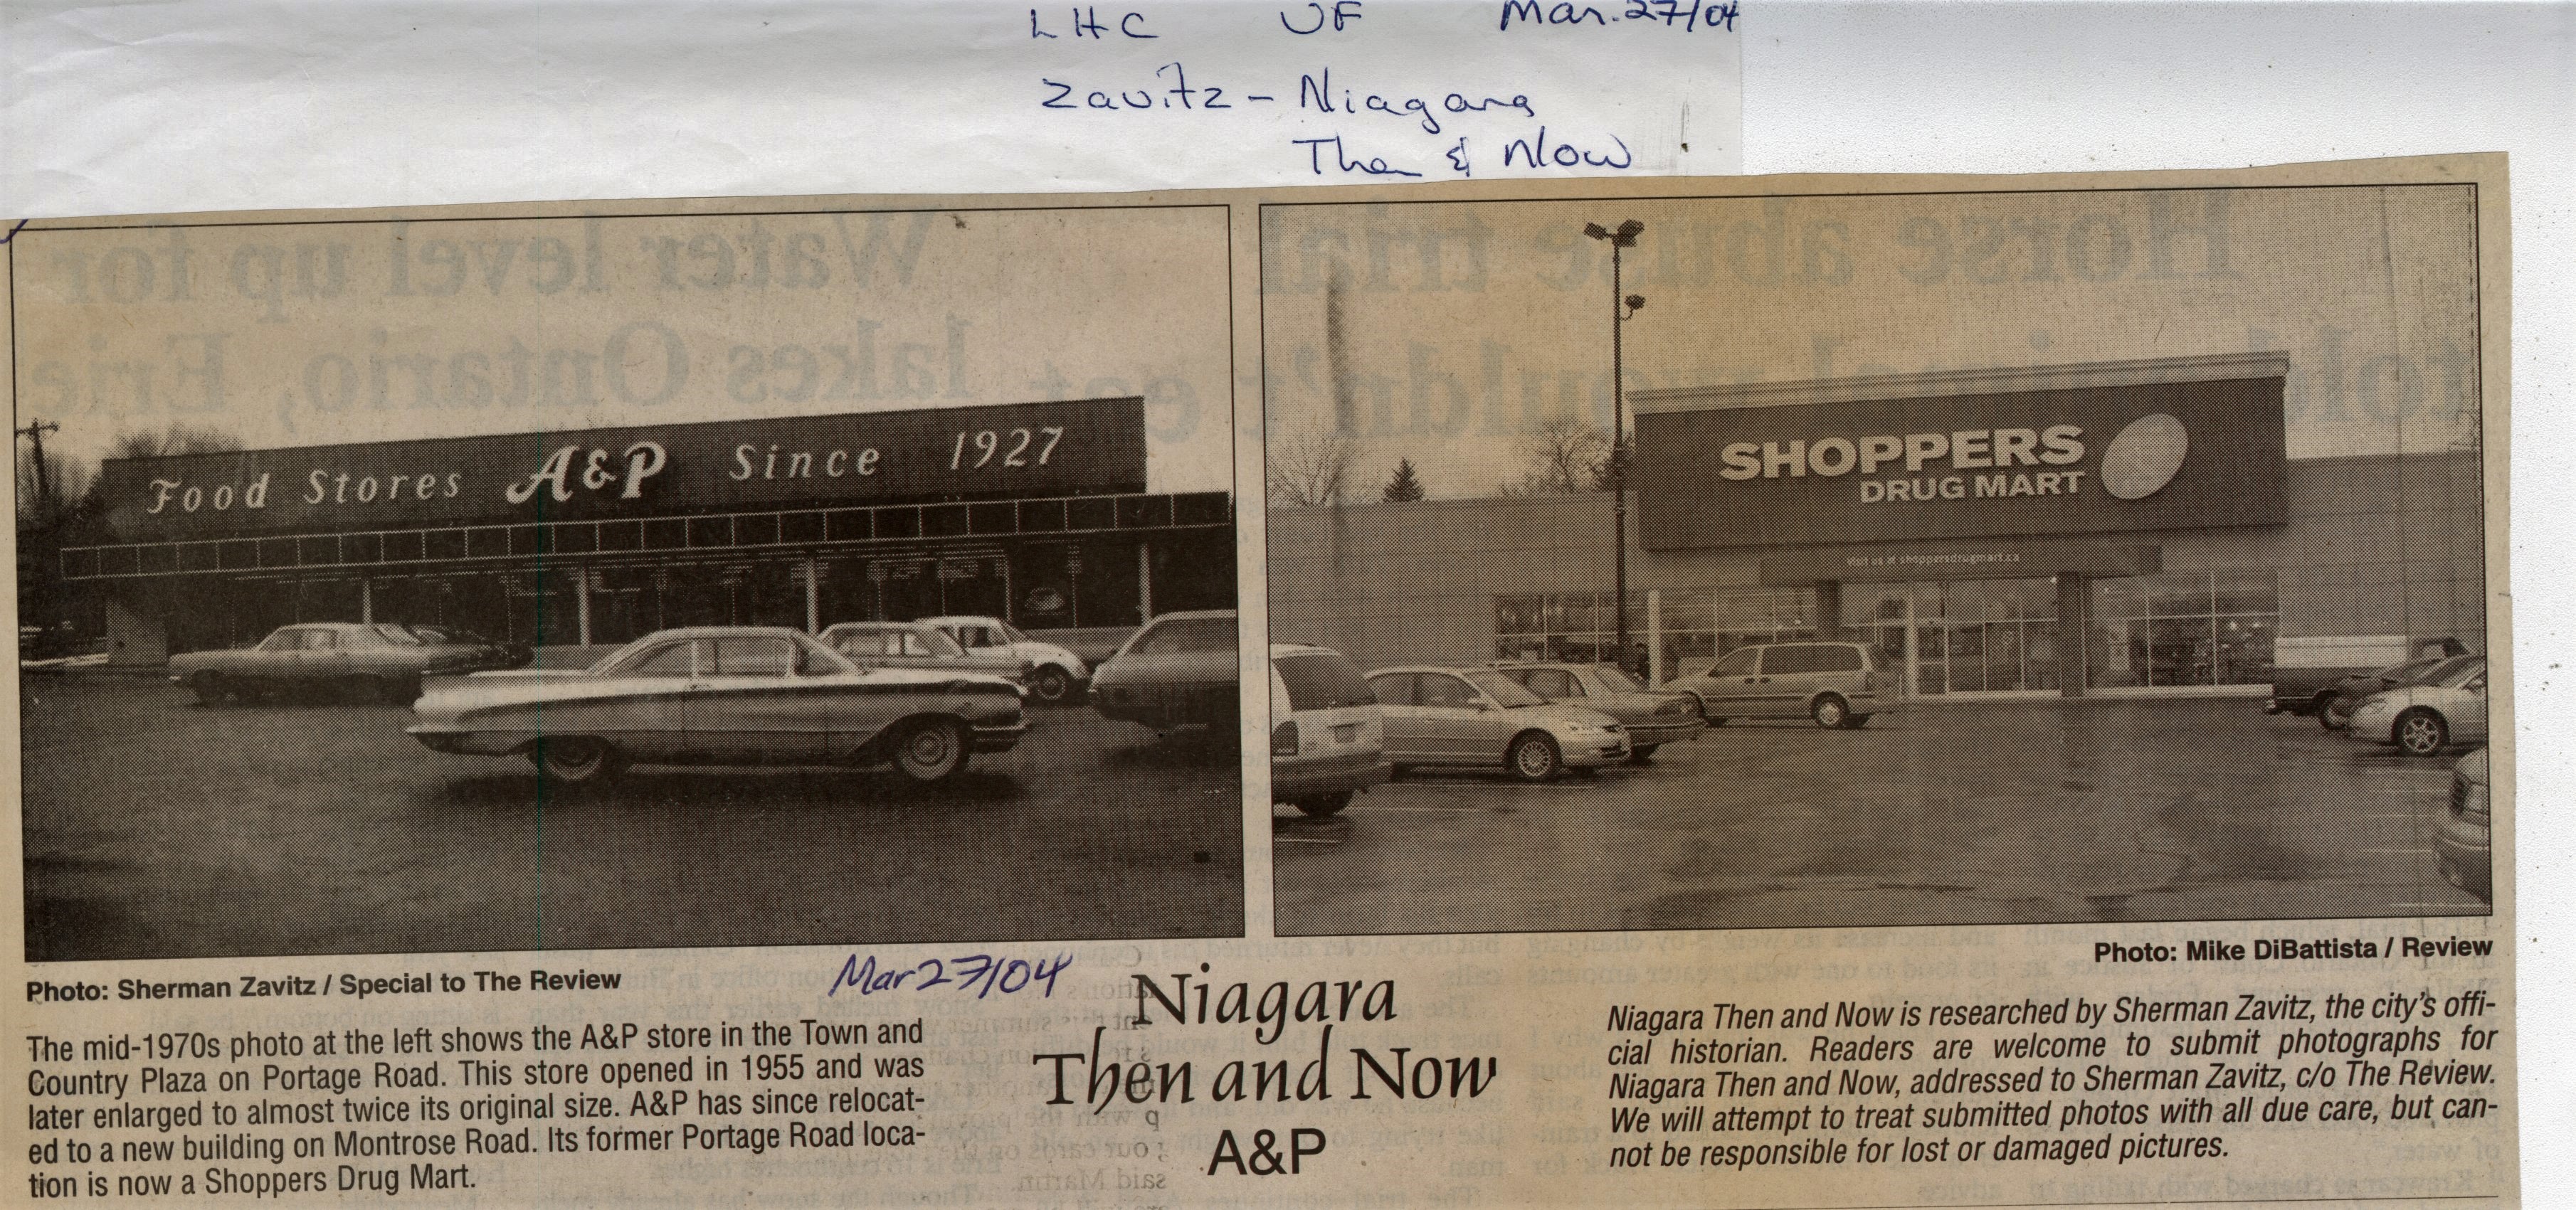 LHC VF Mar. 27/04
Zavitz - Niagara
Then & Now
Food Stores A&P Since 1927
SHOPPERS
DRUG MART
Visit us at shoppersdrugmart.ca
Photo: Sherman Zavitz / Special to The Review
Photo: Mike DiBattista / Review
Mar 27/04
The mid-1970s photo at the left shows the A&P store in the Town and
Country Plaza on Portage Road. This store opened in 1955 and was
later enlarged to almost twice its original size. A&P has since relocat-
ed to a new building on Montrose Road. Its former Portage Road loca-
tion is now a Shoppers Drug Mart.
Niagara
Then and Now
A&P
Niagara Then and Now is researched by Sherman Zavitz, the city's offi-
cial historian. Readers are welcome to submit photographs for
Niagara Then and Now, addressed to Sherman Zavitz, c/o The Review.
We will attempt to treat submitted photos with all due care, but can-
not be responsible for lost or damaged pictures.